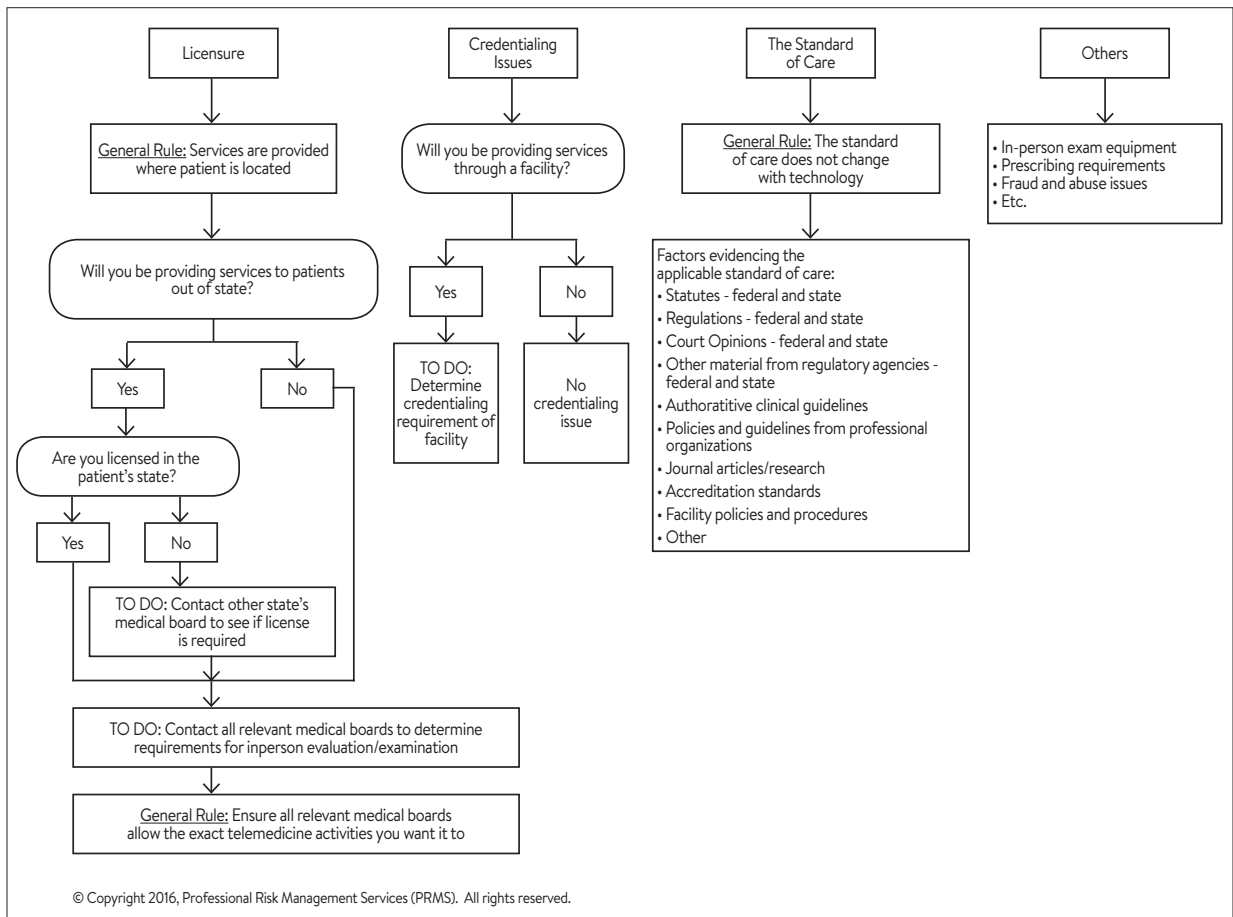 Licensure
General Rule: Services are provided
where patient is located
Will you be providing services to patients
out of state?
Yes
No
Are you licensed in the
patient's state?
Yes
No
TO DO: Contact other state's
medical board to see if license
is required
TO DO: Contact all relevant medical boards to determine
requirements for inperson evaluation/examination
General Rule: Ensure all relevant medical boards
allow the exact telemedicine activities you want it to
Credentialing
Issues
Will you be providing services
through a facility?
Yes
No
TO DO:
Determine
credentialing
requirement of
facility
No
credentialing
issue
The Standard
of Care
General Rule: The standard
of care does not change
with technology
Factors evidencing the
applicable standard of care:
• Statutes - federal and state
• Regulations - federal and state
• Court Opinions - federal and state
• Other material from regulatory agencies -
federal and state
• Authoratitive clinical guidelines
• Policies and guidelines from professional
organizations
• Journal articles/research
• Accreditation standards
• Facility policies and procedures
• Other
Others
• In-person exam equipment
• Prescribing requirements
• Fraud and abuse issues
• Etc.
© Copyright 2016, Professional Risk Management Services (PRMS). All rights reserved.